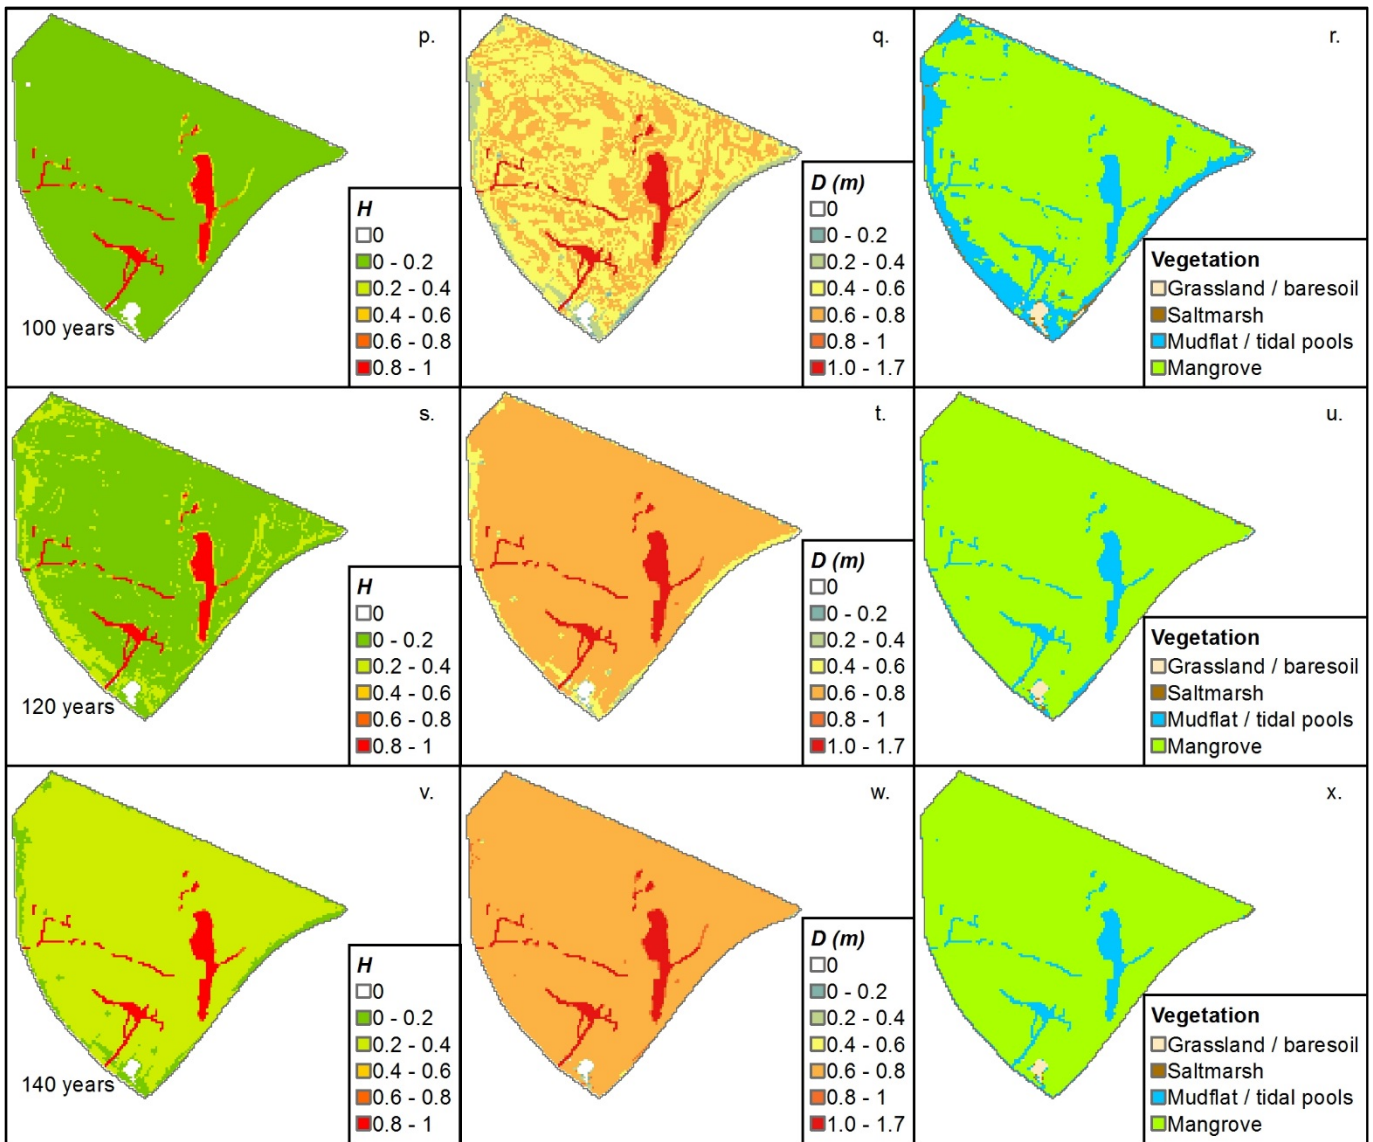 p.
H
0
0 - 0.2
0.2 - 0.4
0.4 - 0.6
0.6 - 0.8
0.8 - 1
100 years
q.
D (m)
0
0 - 0.2
0.2 - 0.4
0.4 - 0.6
0.6 - 0.8
0.8 - 1
1.0 - 1.7
r.
Vegetation
Grassland / baresoil
Saltmarsh
Mudflat / tidal pools
Mangrove
s.
H
0
0 - 0.2
0.2 - 0.4
0.4 - 0.6
0.6 - 0.8
0.8 - 1
120 years
t.
D (m)
0
0 - 0.2
0.2 - 0.4
0.4 - 0.6
0.6 - 0.8
0.8 - 1
1.0 - 1.7
u.
Vegetation
Grassland / baresoil
Saltmarsh
Mudflat / tidal pools
Mangrove
v.
H
0
0 - 0.2
0.2 - 0.4
0.4 - 0.6
0.6 - 0.8
0.8 - 1
140 years
w.
D (m)
0
0 - 0.2
0.2 - 0.4
0.4 - 0.6
0.6 - 0.8
0.8 - 1
1.0 - 1.7
x.
Vegetation
Grassland / baresoil
Saltmarsh
Mudflat / tidal pools
Mangrove